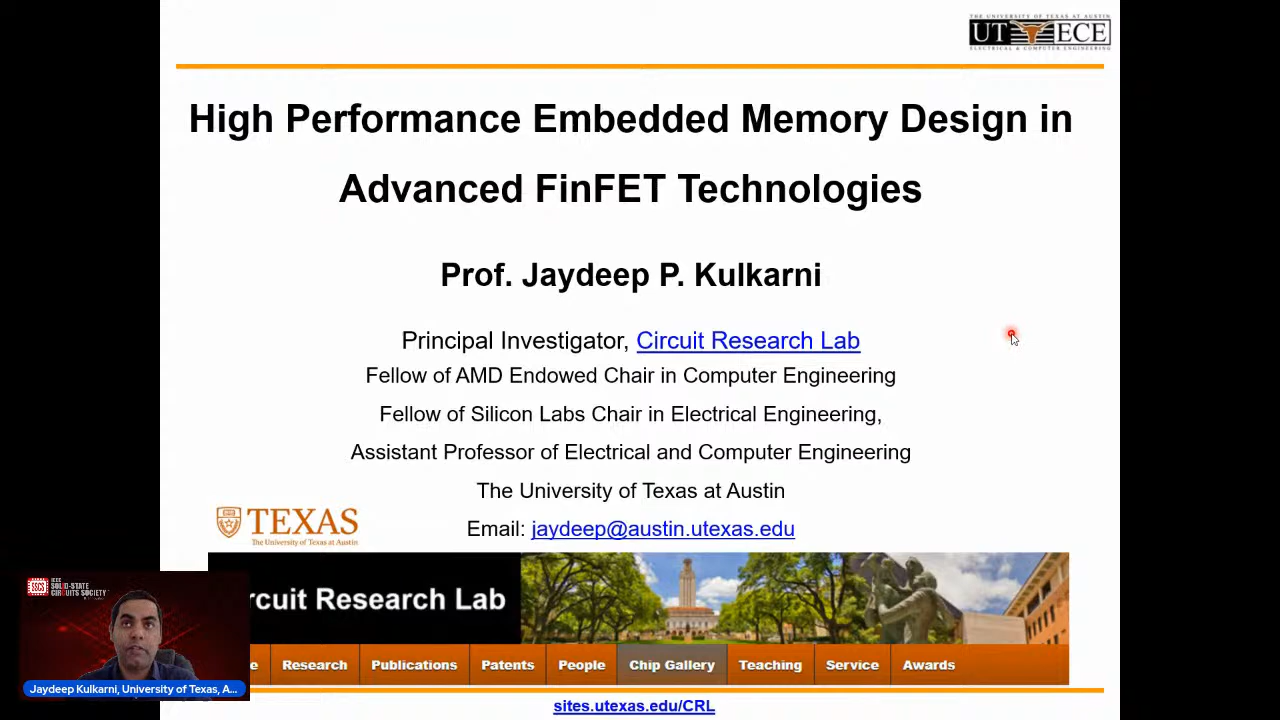 THE UNIVERSITY OF TEXAS AT AUSTIN
UT ECE
ELECTRICAL & COMPUTER ENGINEERING
High Performance Embedded Memory Design in
Advanced FinFET Technologies
Prof. Jaydeep P. Kulkarni
Principal Investigator, Circuit Research Lab
Fellow of AMD Endowed Chair in Computer Engineering
Fellow of Silicon Labs Chair in Electrical Engineering,
Assistant Professor of Electrical and Computer Engineering
The University of Texas at Austin
Email: jaydeep@austin.utexas.edu
TEXAS
The University of Texas at Austin
rcuit Research Lab
e Research Publications Patents People Chip Gallery Teaching Service Awards
sites.utexas.edu/CRL
SSCS
IEEE
SOLID-STATE
CIRCUITS SOCIETY
Jaydeep Kulkarni, University of Texas, A...